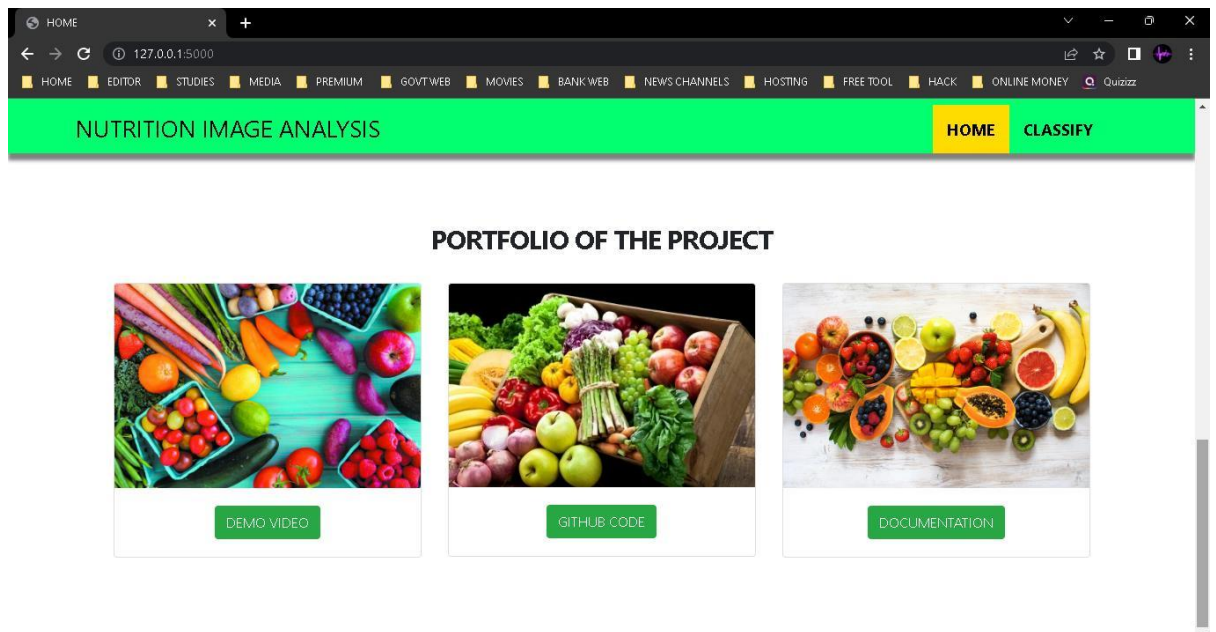 HOME
127.0.0.1:5000
HOME EDITOR STUDIES MEDIA PREMIUM GOVT WEB MOVIES BANK WEB NEWS CHANNELS HOSTING FREE TOOL HACK ONLINE MONEY Quizizz
NUTRITION IMAGE ANALYSIS HOME CLASSIFY
PORTFOLIO OF THE PROJECT
DEMO VIDEO GITHUB CODE DOCUMENTATION